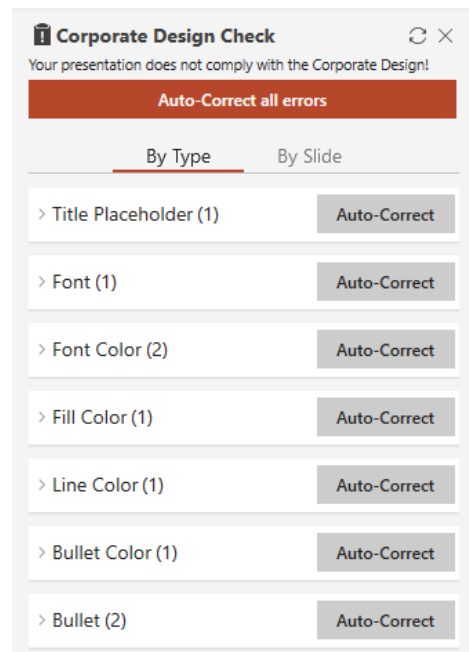 Corporate Design Check
Your presentation does not comply with the Corporate Design!
Auto-Correct all errors
By Type By Slide
Title Placeholder (1) Auto-Correct
Font (1) Auto-Correct
Font Color (2) Auto-Correct
Fill Color (1) Auto-Correct
Line Color (1) Auto-Correct
Bullet Color (1) Auto-Correct
Bullet (2) Auto-Correct